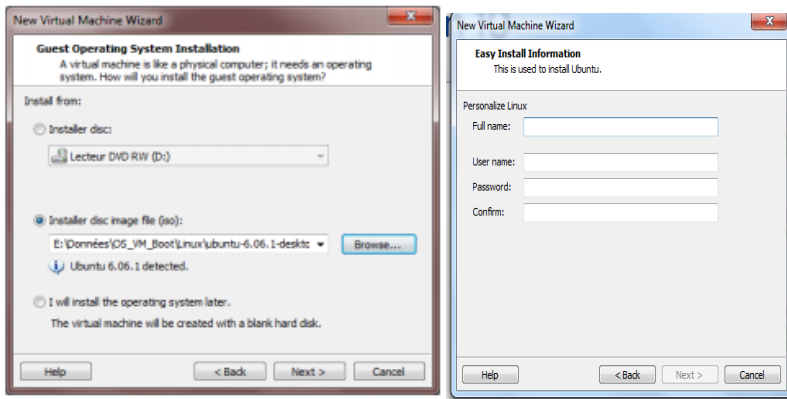 New Virtual Machine Wizard
Guest Operating System Installation
A virtual machine is like a physical computer; it needs an operating
system. How will you install the guest operating system?
Install from:
Installer disc:
Lecteur DVD RW (D:)
Installer disc image file (iso):
E:\Données\OS_VM_Boot\Linux\ubuntu-6.06.1-desktc
Browse...
Ubuntu 6.06.1 detected.
I will install the operating system later.
The virtual machine will be created with a blank hard disk.
Help
< Back
Next >
Cancel
New Virtual Machine Wizard
Easy Install Information
This is used to install Ubuntu.
Personalize Linux
Full name:
User name:
Password:
Confirm:
Help
< Back
Next >
Cancel